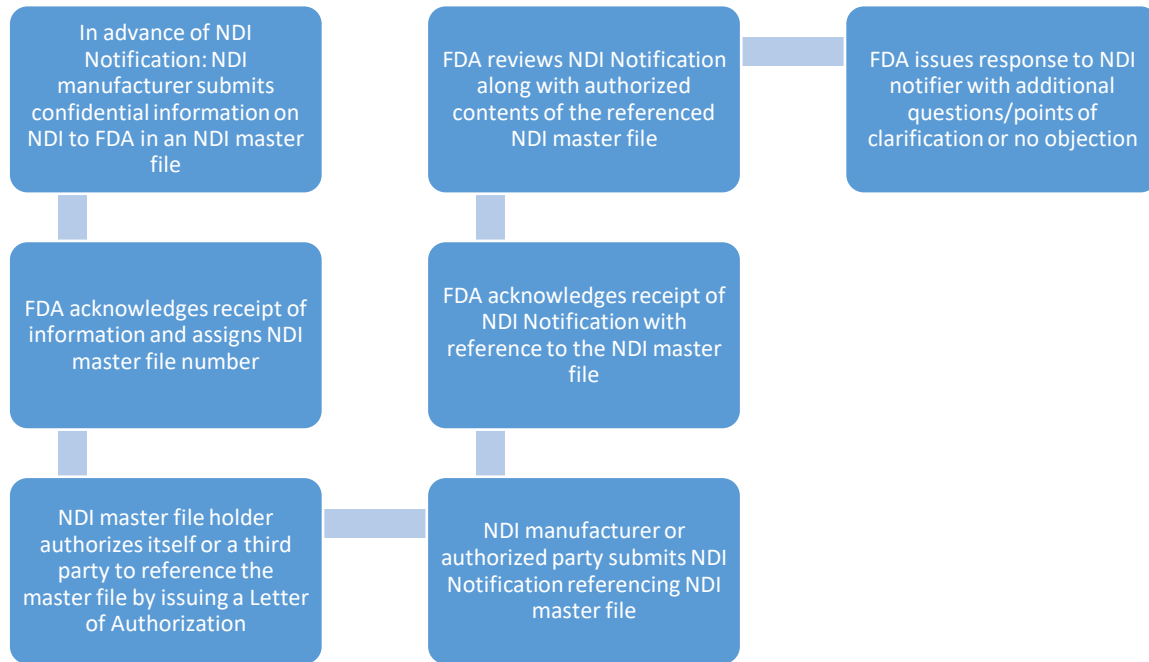 In advance of NDI
Notification: NDI
manufacturer submits
confidential information on
NDI to FDA in an NDI master
file
FDA acknowledges receipt of
information and assigns NDI
master file number
NDI master file holder
authorizes itself or a third
party to reference the
master file by issuing a Letter
of Authorization
NDI manufacturer or
authorized party submits NDI
Notification referencing NDI
master file
FDA acknowledges receipt of
NDI Notification with
reference to the NDI master
file
FDA reviews NDI Notification
along with authorized
contents of the referenced
NDI master file
FDA issues response to NDI
notifier with additional
questions/points of
clarification or no objection